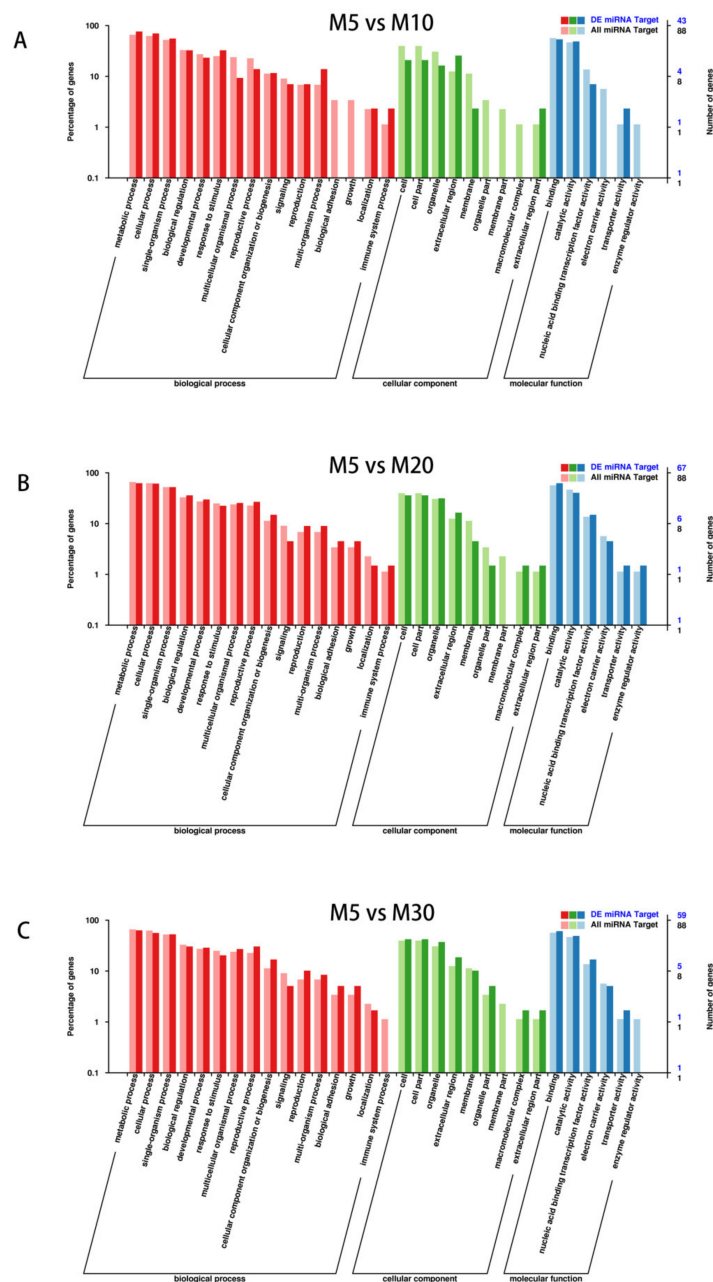 A
M5 vs M10
Percentage of genes
100
10
1
0.1
DE miRNA Target
All miRNA Target
43
88
4
8
1
1
1
1
Number of genes
metabolic process
cellular process
single-organism process
biological regulation
developmental process
response to stimulus
multicellular organismal process
reproductive process
cellular component organization or biogenesis
signaling
reproduction
multi-organism process
biological adhesion
growth
localization
immune system process
cell
cell part
organelle
extracellular region
membrane
organelle part
membrane part
macromolecular complex
extracellular region part
binding
catalytic activity
nucleic acid binding transcription factor activity
electron carrier activity
transporter activity
enzyme regulator activity
biological process
cellular component
molecular function
B
M5 vs M20
Percentage of genes
100
10
1
0.1
DE miRNA Target
All miRNA Target
67
88
6
8
1
1
1
1
Number of genes
metabolic process
cellular process
single-organism process
biological regulation
developmental process
response to stimulus
multicellular organismal process
reproductive process
cellular component organization or biogenesis
signaling
reproduction
multi-organism process
biological adhesion
growth
localization
immune system process
cell
cell part
organelle
extracellular region
membrane
organelle part
membrane part
macromolecular complex
extracellular region part
binding
catalytic activity
nucleic acid binding transcription factor activity
electron carrier activity
transporter activity
enzyme regulator activity
biological process
cellular component
molecular function
C
M5 vs M30
Percentage of genes
100
10
1
0.1
DE miRNA Target
All miRNA Target
59
88
5
8
1
1
1
1
Number of genes
metabolic process
cellular process
single-organism process
biological regulation
developmental process
response to stimulus
multicellular organismal process
reproductive process
cellular component organization or biogenesis
signaling
reproduction
multi-organism process
biological adhesion
growth
localization
immune system process
cell
cell part
organelle
extracellular region
membrane
organelle part
membrane part
macromolecular complex
extracellular region part
binding
catalytic activity
nucleic acid binding transcription factor activity
electron carrier activity
transporter activity
enzyme regulator activity
biological process
cellular component
molecular function